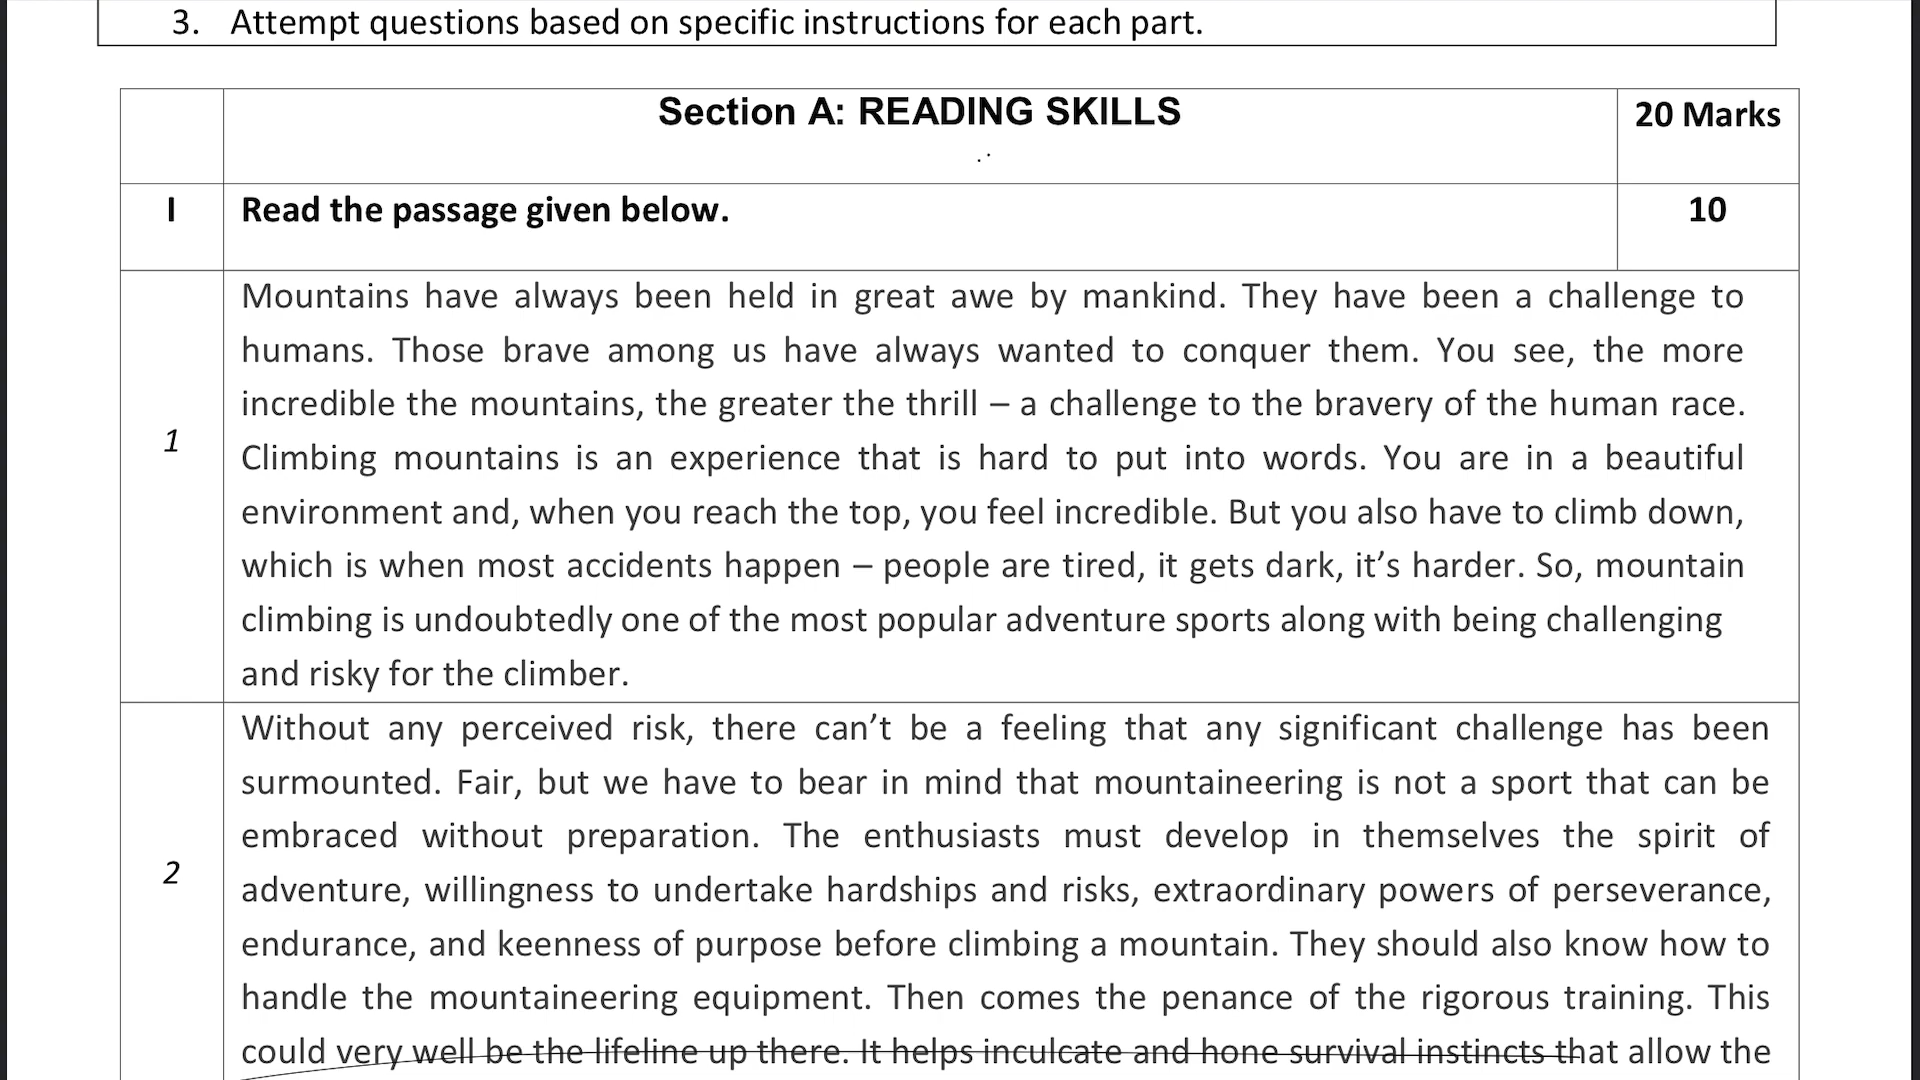 3. Attempt questions based on specific instructions for each part.
Section A: READING SKILLS
20 Marks
I
Read the passage given below.
10
1
Mountains have always been held in great awe by mankind. They have been a challenge to
humans. Those brave among us have always wanted to conquer them. You see, the more
incredible the mountains, the greater the thrill – a challenge to the bravery of the human race.
Climbing mountains is an experience that is hard to put into words. You are in a beautiful
environment and, when you reach the top, you feel incredible. But you also have to climb down,
which is when most accidents happen – people are tired, it gets dark, it’s harder. So, mountain
climbing is undoubtedly one of the most popular adventure sports along with being challenging
and risky for the climber.
2
Without any perceived risk, there can’t be a feeling that any significant challenge has been
surmounted. Fair, but we have to bear in mind that mountaineering is not a sport that can be
embraced without preparation. The enthusiasts must develop in themselves the spirit of
adventure, willingness to undertake hardships and risks, extraordinary powers of perseverance,
endurance, and keenness of purpose before climbing a mountain. They should also know how to
handle the mountaineering equipment. Then comes the penance of the rigorous training. This
could very well be the lifeline up there. It helps inculcate and hone survival instincts that allow the